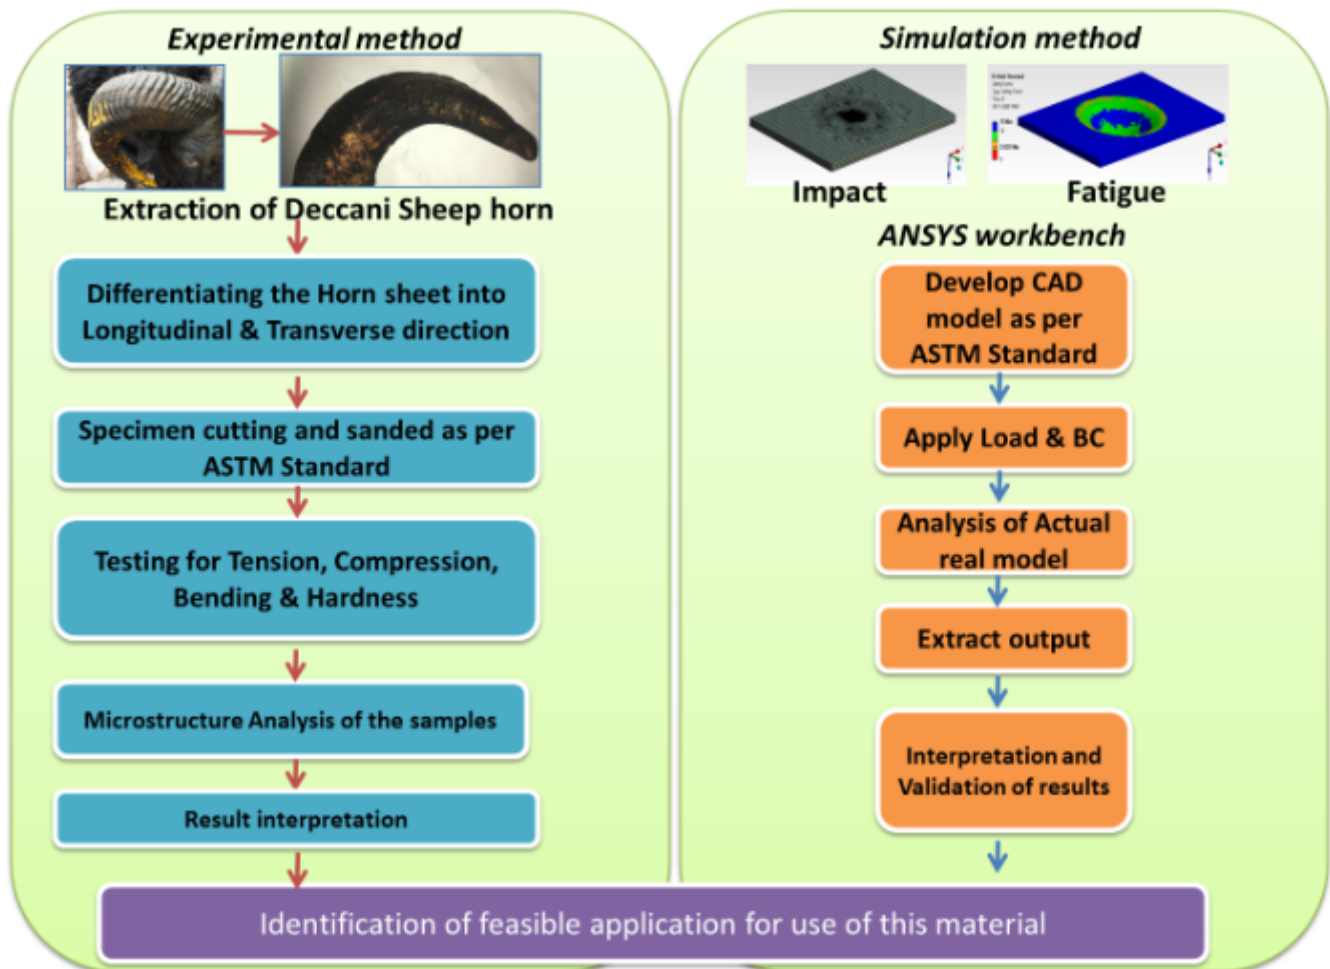 Experimental method
Extraction of Deccani Sheep horn
Differentiating the Horn sheet into
Longitudinal & Transverse direction
Specimen cutting and sanded as per
ASTM Standard
Testing for Tension, Compression,
Bending & Hardness
Microstructure Analysis of the samples
Result interpretation
Simulation method
Impact
Fatigue
ANSYS workbench
Develop CAD
model as per
ASTM Standard
Apply Load & BC
Analysis of Actual
real model
Extract output
Interpretation and
Validation of results
Identification of feasible application for use of this material